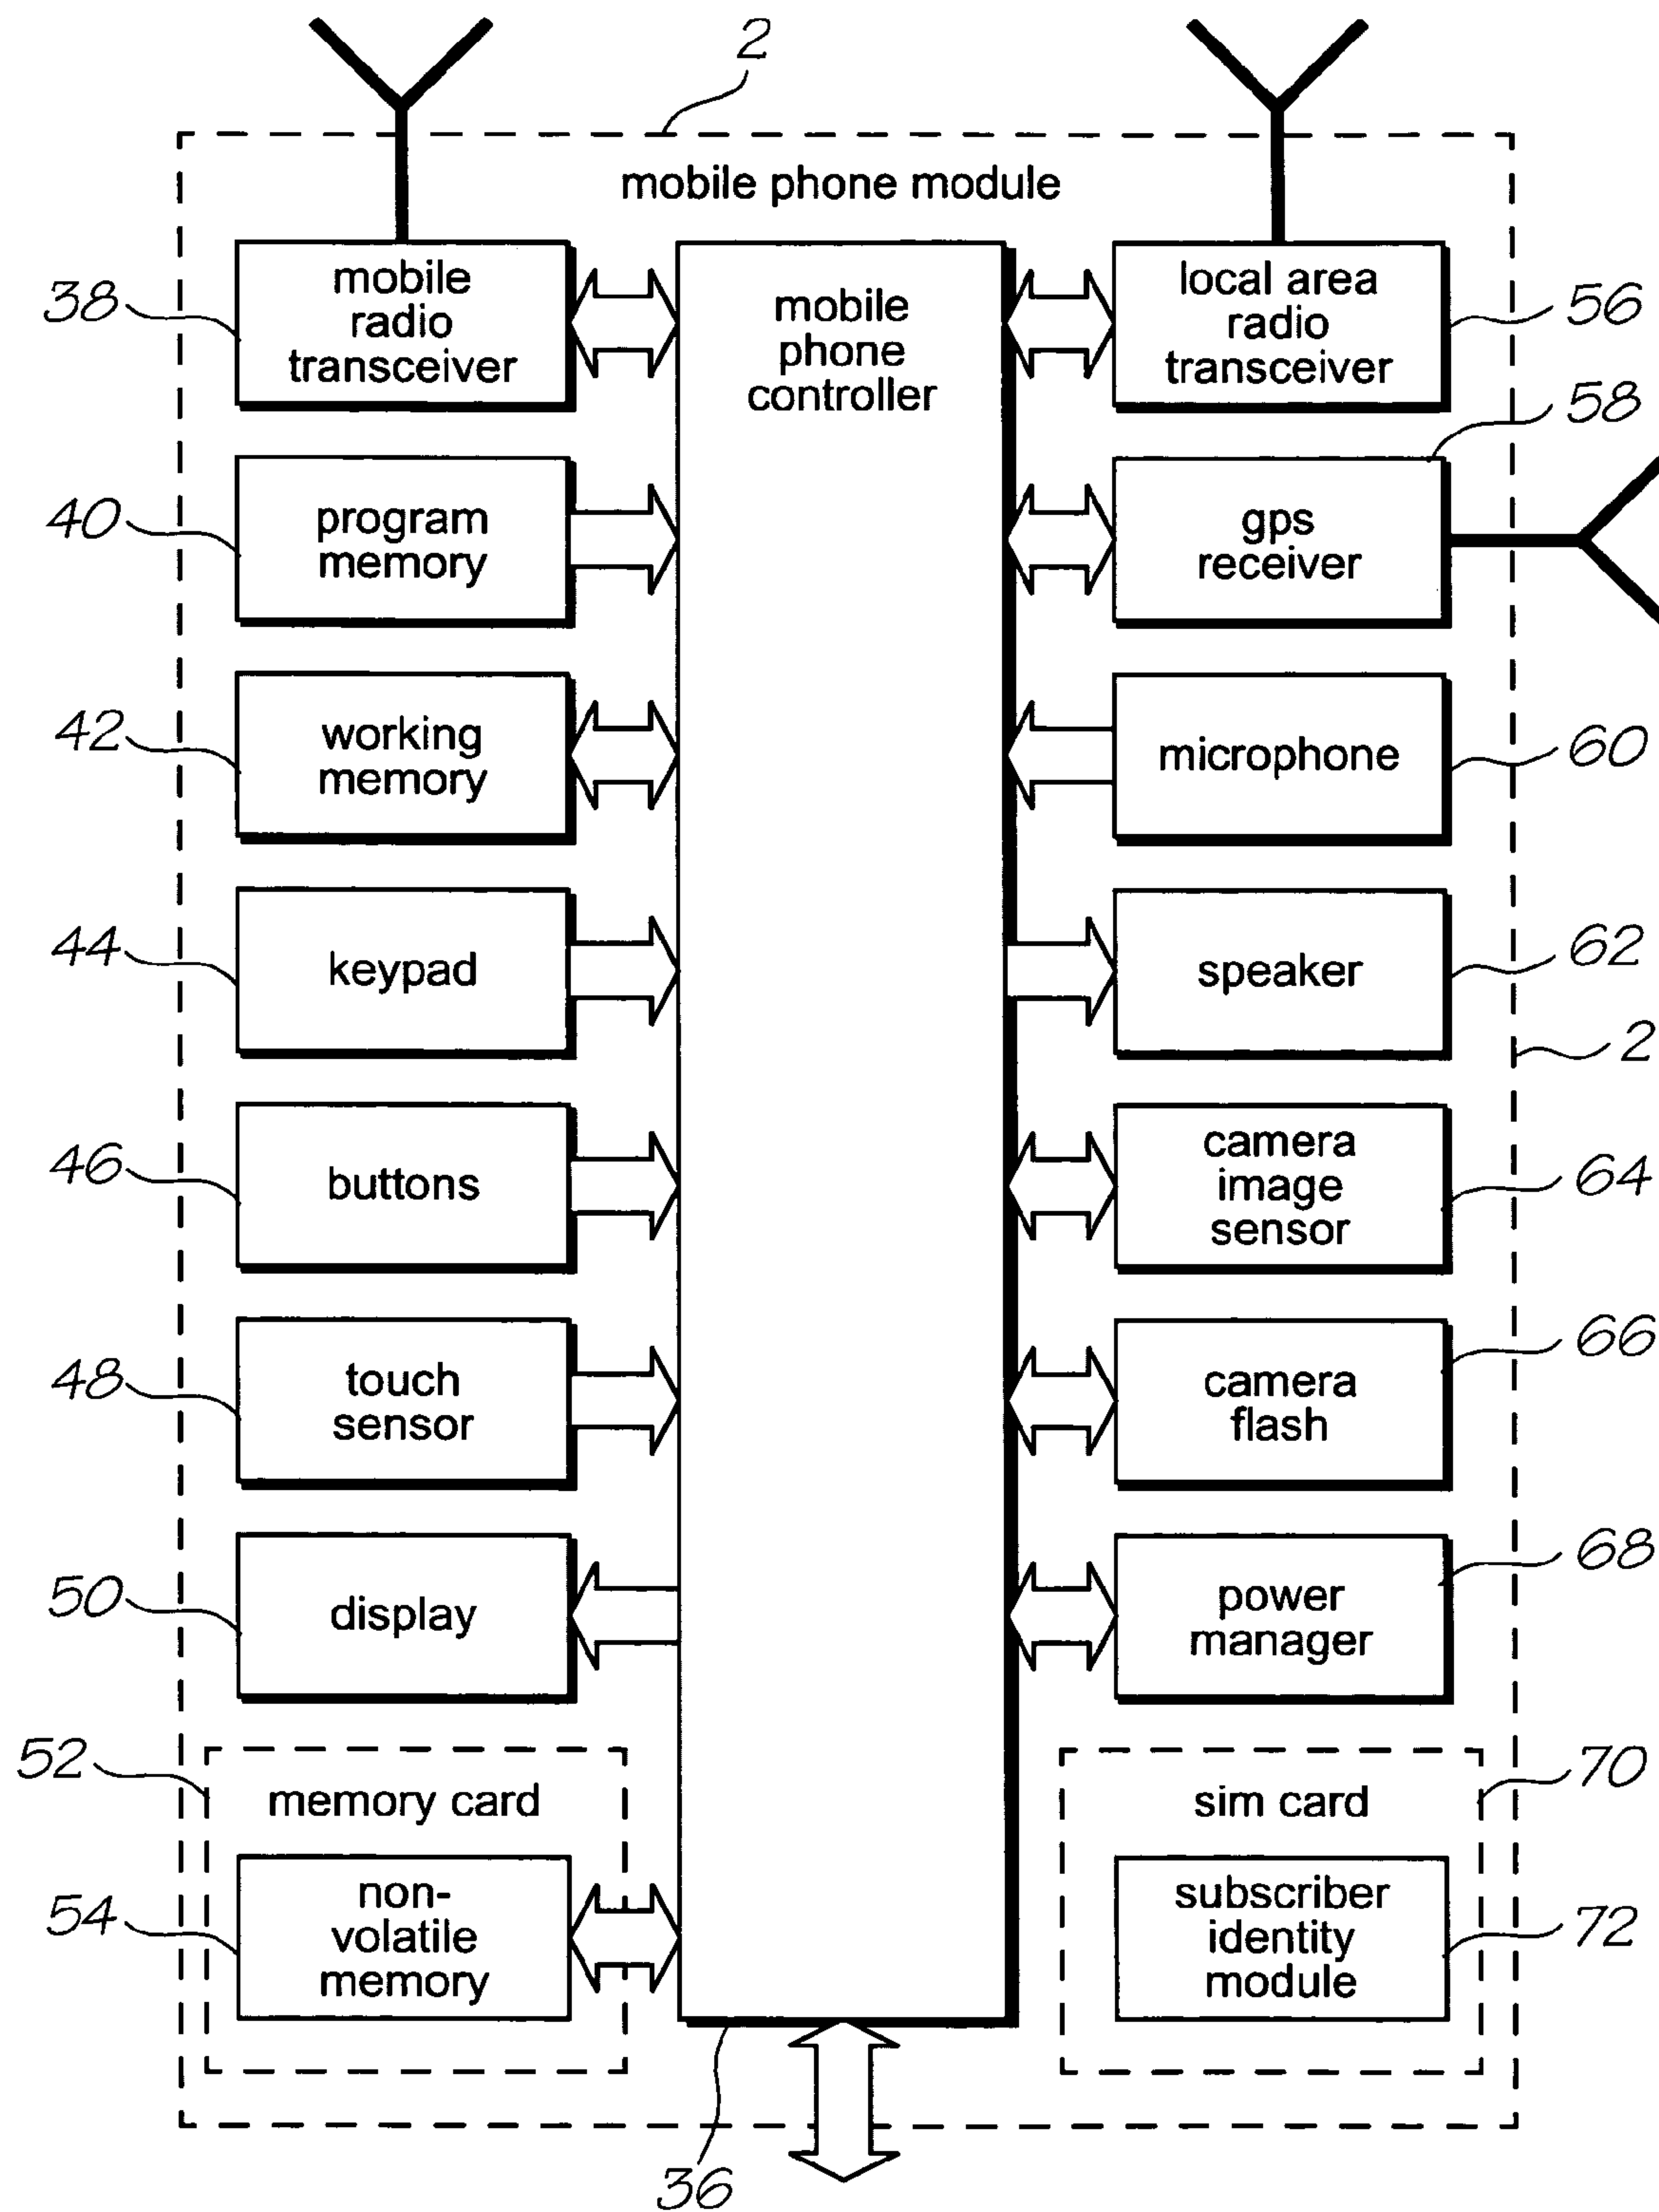 2
mobile phone module
38
mobile
radio
transceiver
mobile
phone
controller
local area
radio
transceiver
56
58
40
program
memory
gps
receiver
42
working
memory
microphone
60
44
keypad
speaker
62
2
46
buttons
camera
image
sensor
64
48
touch
sensor
camera
flash
66
50
display
power
manager
68
52
memory card
sim card
70
54
non-
volatile
memory
subscriber
identity
module
72
36